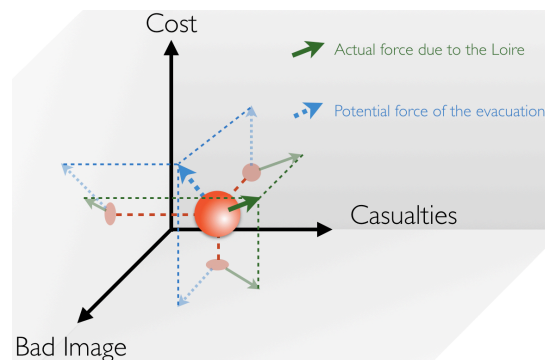 Cost
Actual force due to the Loire
Potential force of the evacuation
Casualties
Bad Image